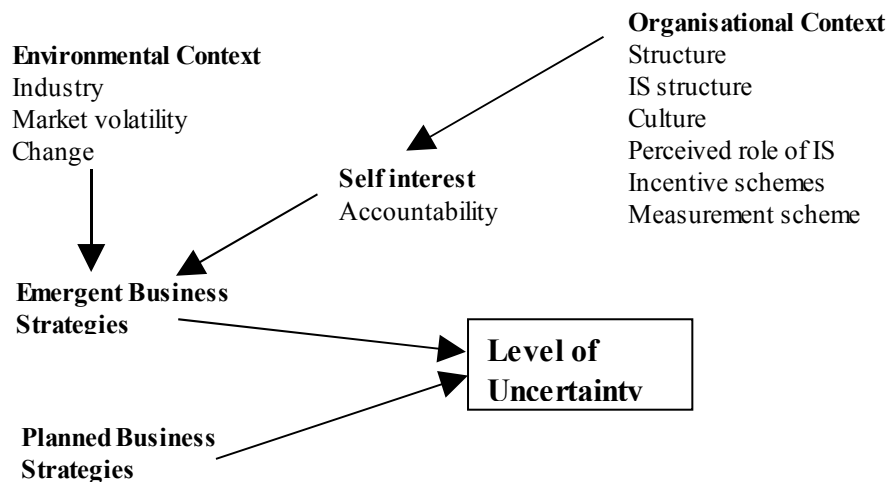 Environmental Context
Industry
Market volatility
Change
Organisational Context
Structure
IS structure
Culture
Perceived role of IS
Incentive schemes
Measurement scheme
Self interest
Accountability
Emergent Business
Strategies
Level of
Uncertainty
Planned Business
Strategies